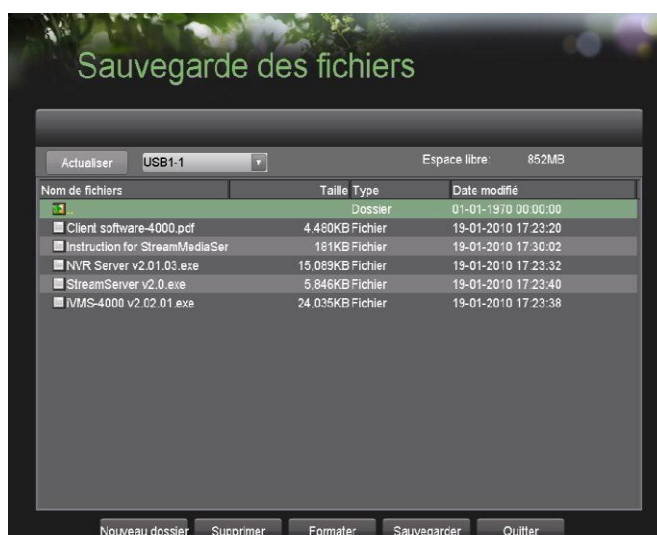 Sauvegarde des fichiers
Actualiser USB1-1 Espace libre: 852MB
Nom de fichiers Taille Type Date modifié
.. Dossier 01-01-1970 00:00:00
Client software-4000.pdf 4,480KB Fichier 19-01-2010 17:23:20
Instruction for StreamMediaSer 181KB Fichier 19-01-2010 17:30:02
NVR Server v2.01.03.exe 15,089KB Fichier 19-01-2010 17:23:32
StreamServer v2.0.exe 5,846KB Fichier 19-01-2010 17:23:40
iVMS-4000 v2.02.01.exe 24,035KB Fichier 19-01-2010 17:23:38
Nouveau dossier Supprimer Formater Sauvegarder Quitter